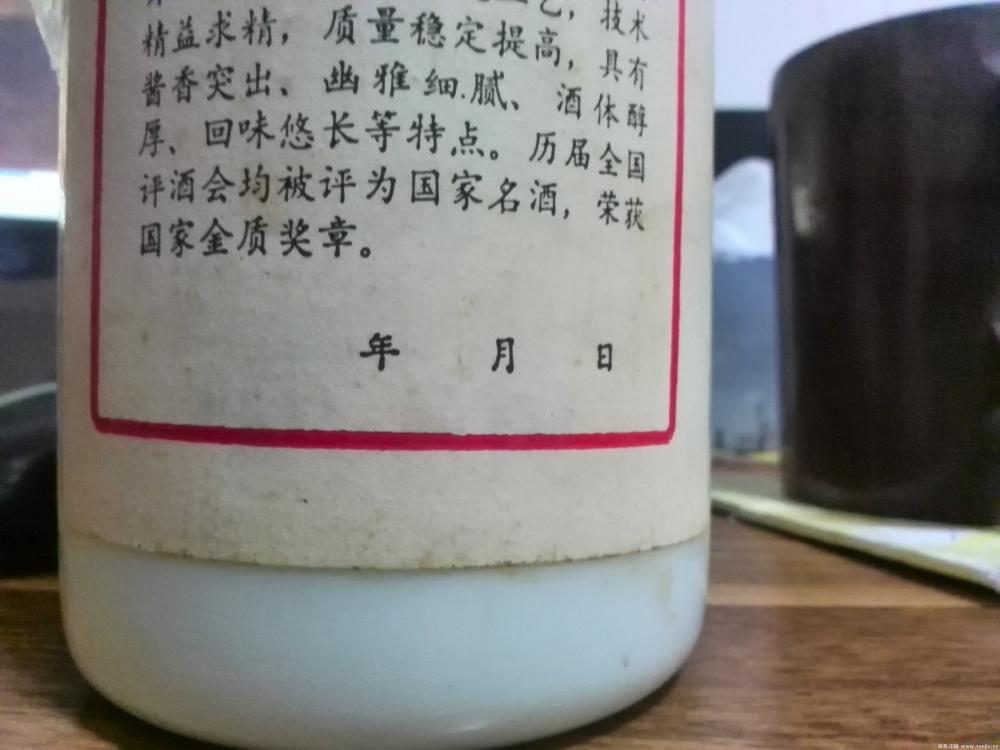 艺，技术
精益求精，质量稳定提高，具有
酱香突出、幽雅细.腻、酒体醇
厚、回味悠长等特点。历届全国
评酒会均被评为国家名酒，荣获
国家金质奖章。
年 月 日